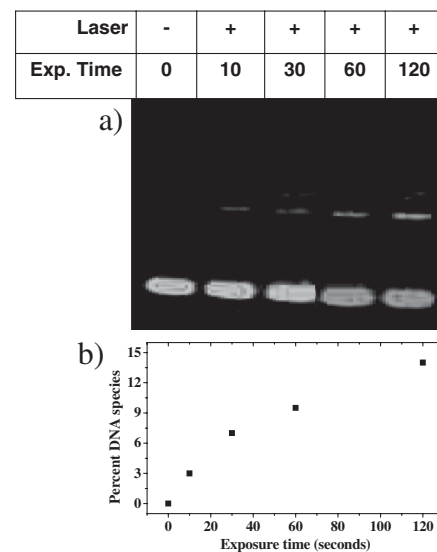 Laser - + + + +
Exp. Time 0 10 30 60 120
a)
b)
Percent DNA species
15
12
9
6
3
0
0 20 40 60 80 100 120
Exposure time (seconds)